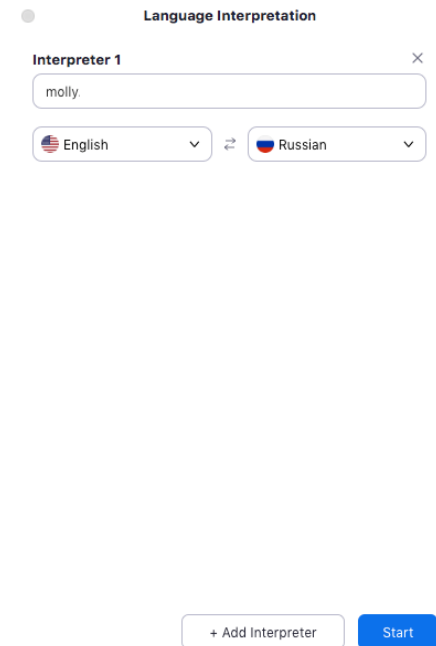 Language Interpretation
Interpreter 1
molly.
English
Russian
+ Add Interpreter
Start